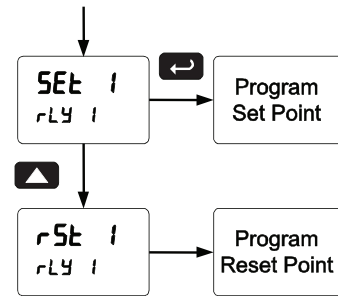 SEt 1
rLY 1
Program
Set Point
rSt 1
rLY 1
Program
Reset Point